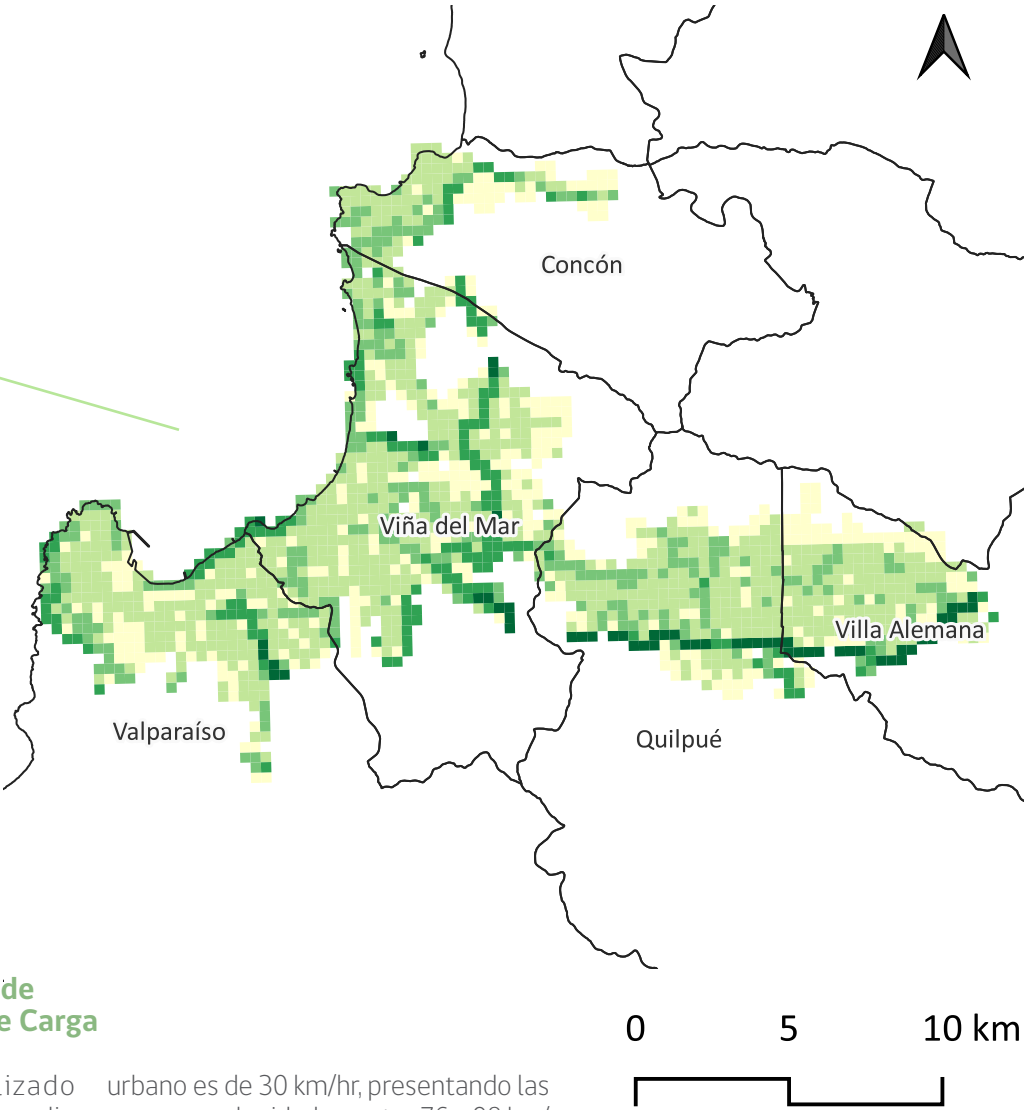 Concón
Viña del Mar
Villa Alemana
Valparaíso
Quilpué
de
e Carga
0 5 10 km
lizado urbano es de 30 km/hr, presentando las